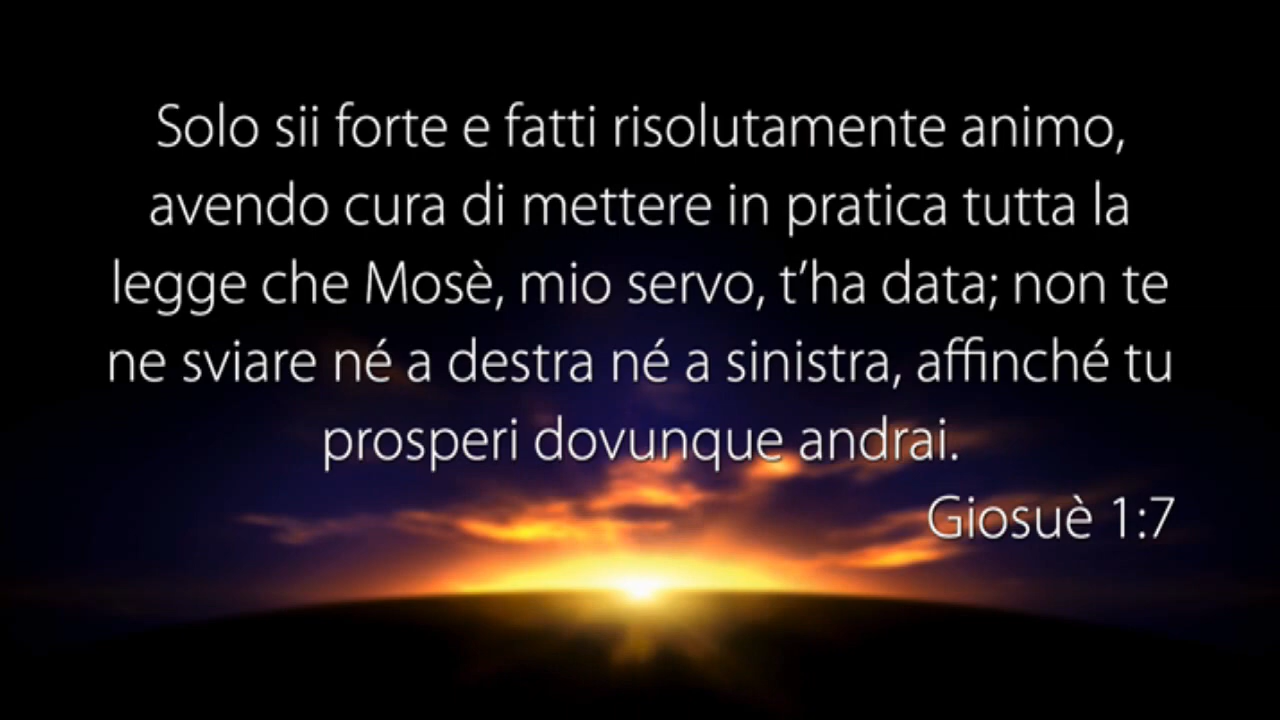 Solo sii forte e fatti risolutamente animo,
avendo cura di mettere in pratica tutta la
legge che Mosè, mio servo, t’ha data; non te
ne sviare né a destra né a sinistra, affinché tu
prosperi dovunque andrai.
Giosuè 1:7